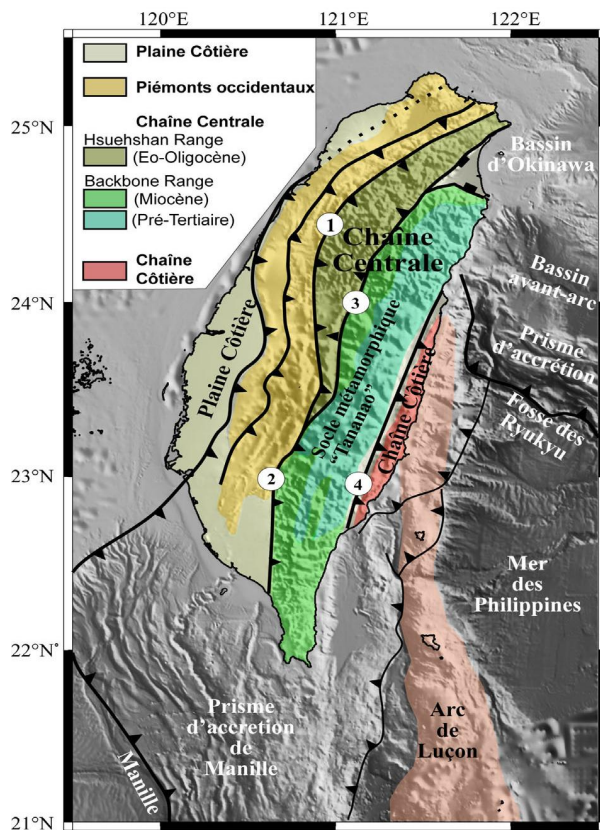 120°E
121°E
122°E
Plaine Côtière
Piémonts occidentaux
Chaîne Centrale
Hsuehshan Range
(Eo-Oligocène)
Backbone Range
(Miocène)
(Pré-Tertiaire)
Chaîne
Côtière
25°N
24°N
23°N
22°N
21°N
Bassin
d'Okinawa
1
Chaîne
Centrale
Bassin
avant-arc
3
Prisme
d'accrétion
Plaine Côtière
Socle métamorphique
"Tananao"
Chaîne Côtière
Fosse des
Ryukyu
2
4
Mer
des
Philippines
Prisme
d'accretion
de
Manille
Manille
Arc
de
Luçon